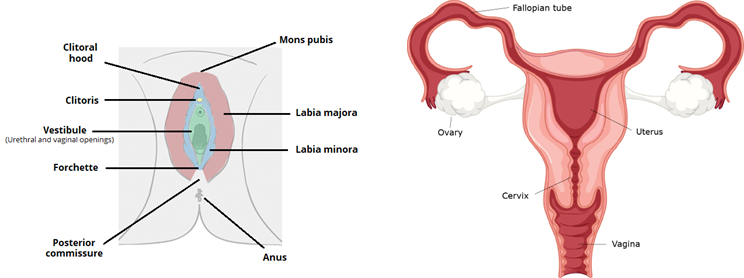 Mons pubis
Clitoral
hood
Clitoris
Labia majora
Vestibule
(Urethral and vaginal openings)
Labia minora
Forchette
Posterior
commissure
Anus
Fallopian tube
Ovary
Uterus
Cervix
Vagina